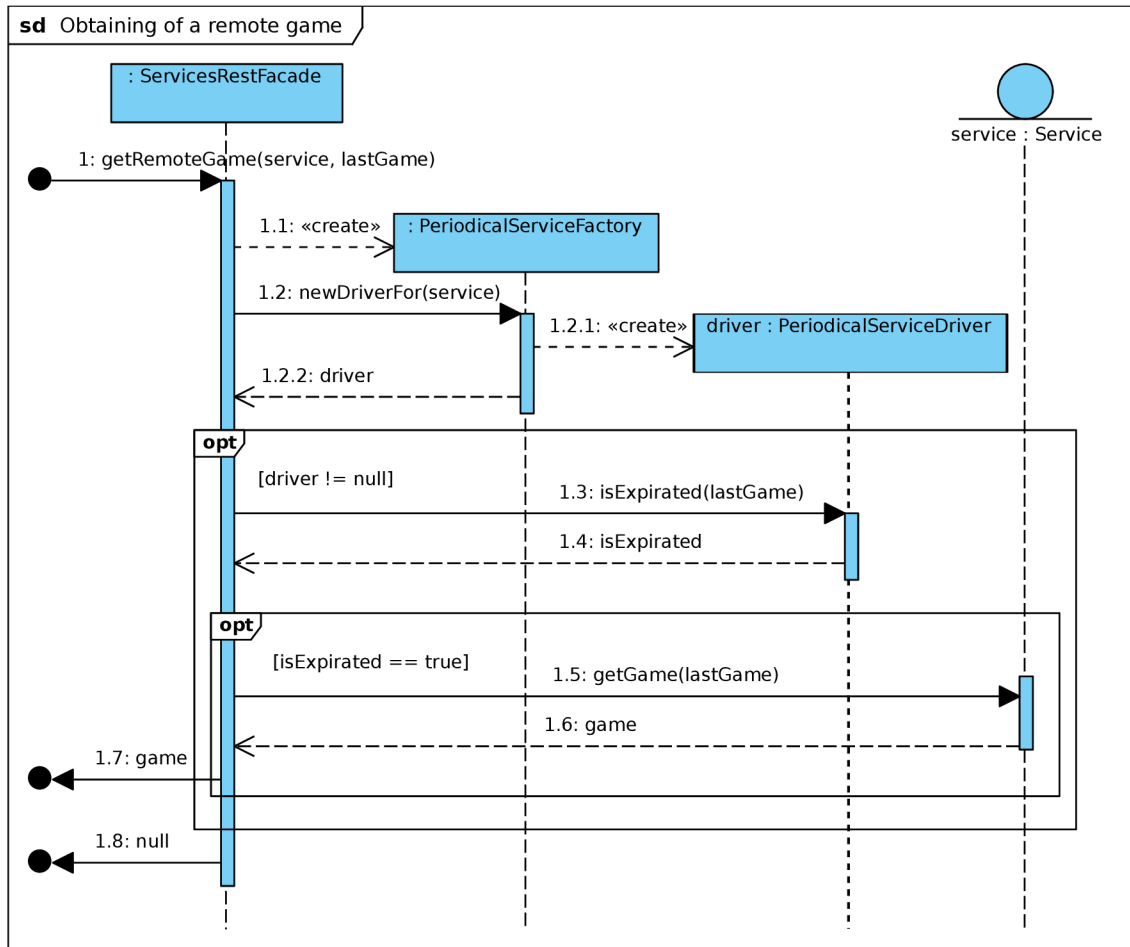 sd Obtaining of a remote game
: ServicesRestFacade
service : Service
1: getRemoteGame(service, lastGame)
1.1: «create»
: PeriodicalServiceFactory
1.2: newDriverFor(service)
1.2.1: «create»
driver : PeriodicalServiceDriver
1.2.2: driver
opt
[driver != null]
1.3: isExpirated(lastGame)
1.4: isExpirated
opt
[isExpirated == true]
1.5: getGame(lastGame)
1.6: game
1.7: game
1.8: null